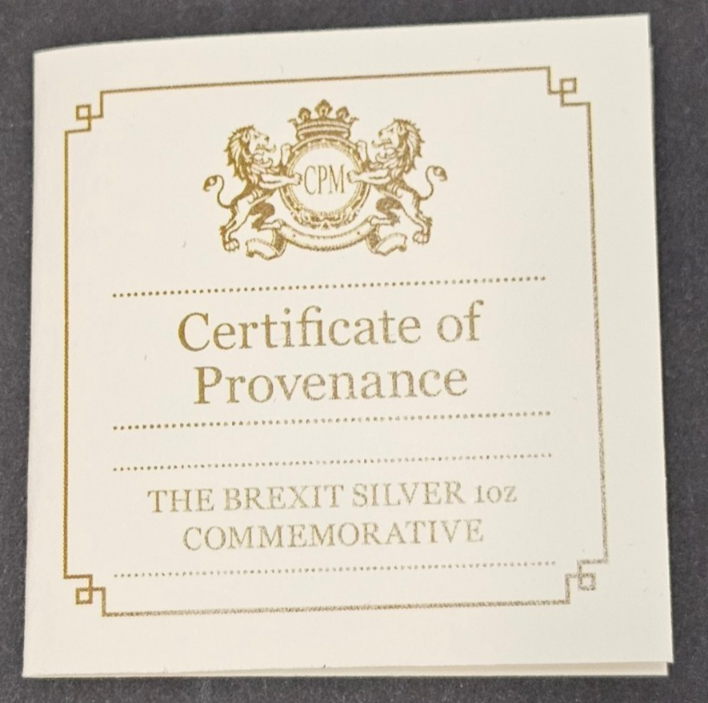 CPM
Certificate of
Provenance
THE BREXIT SILVER 1oz
COMMEMORATIVE